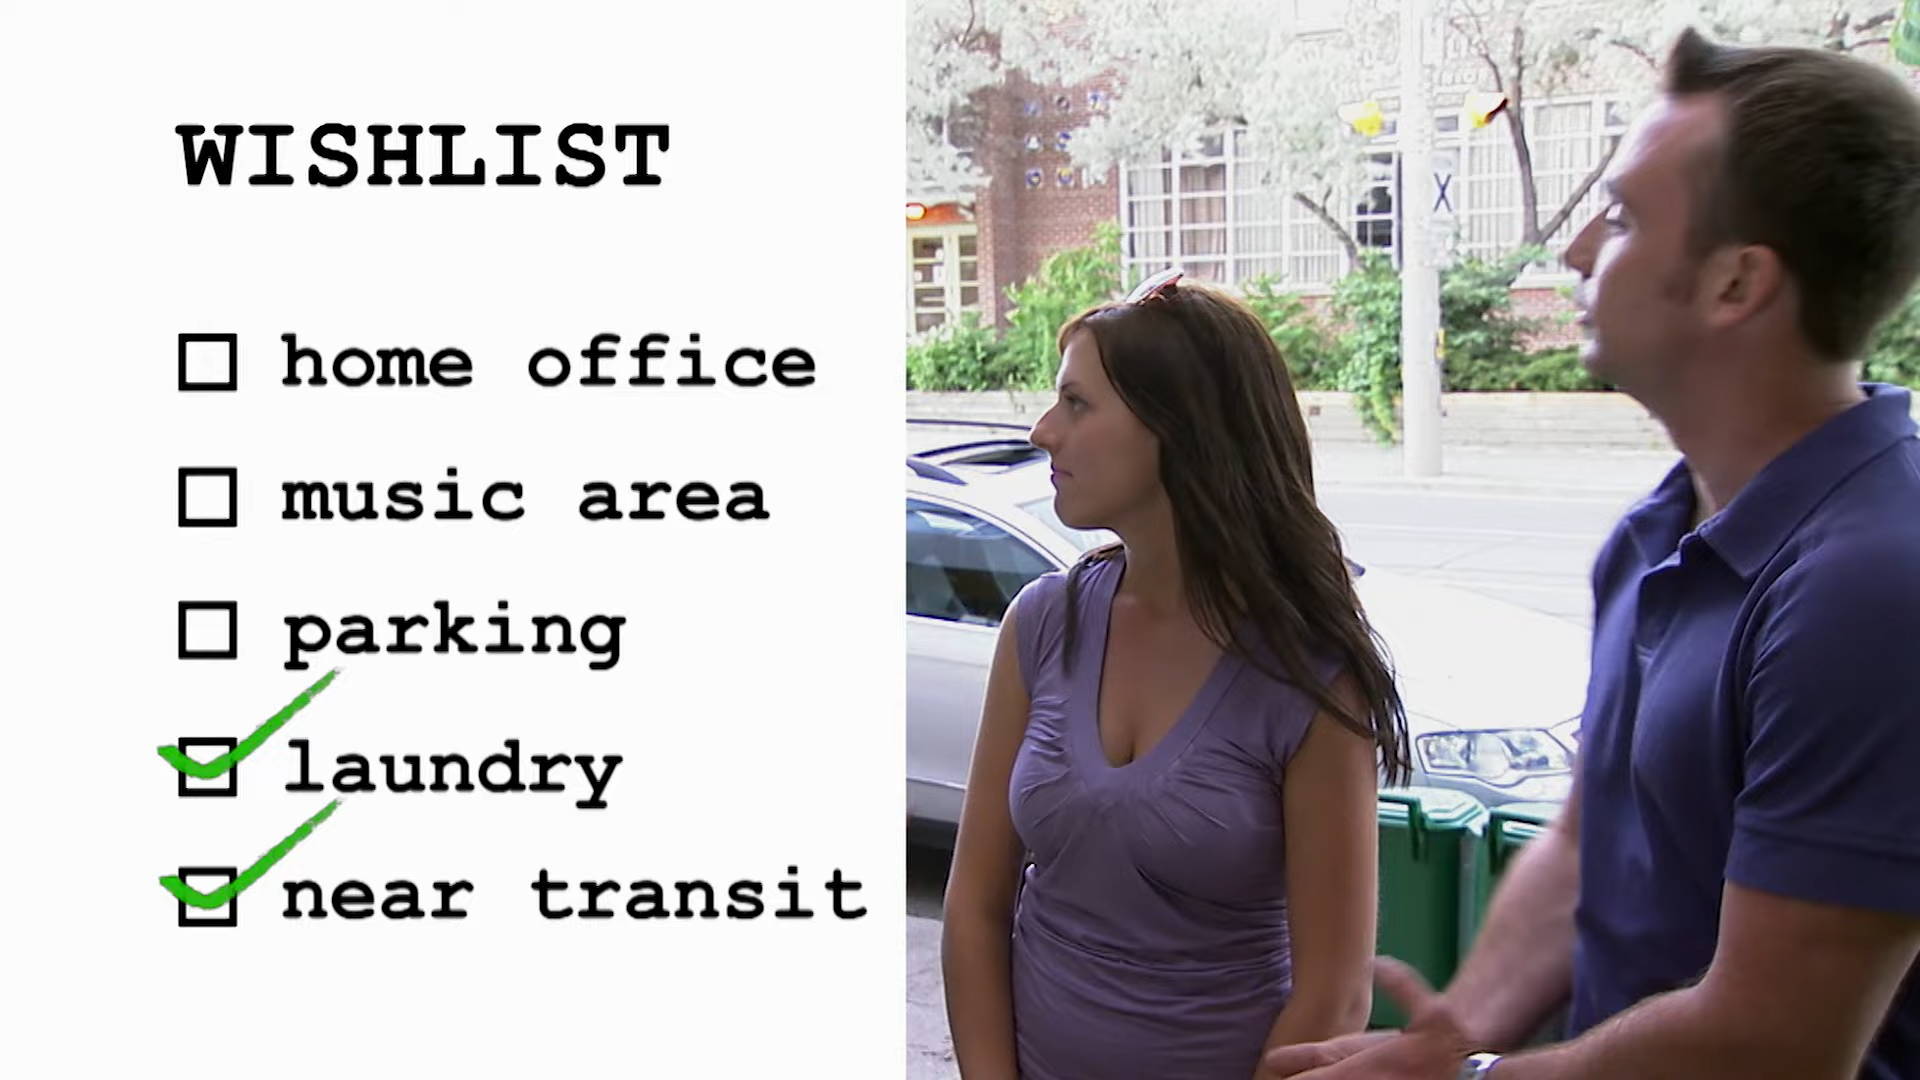 WISHLIST
home office
music area
parking
laundry
near transit